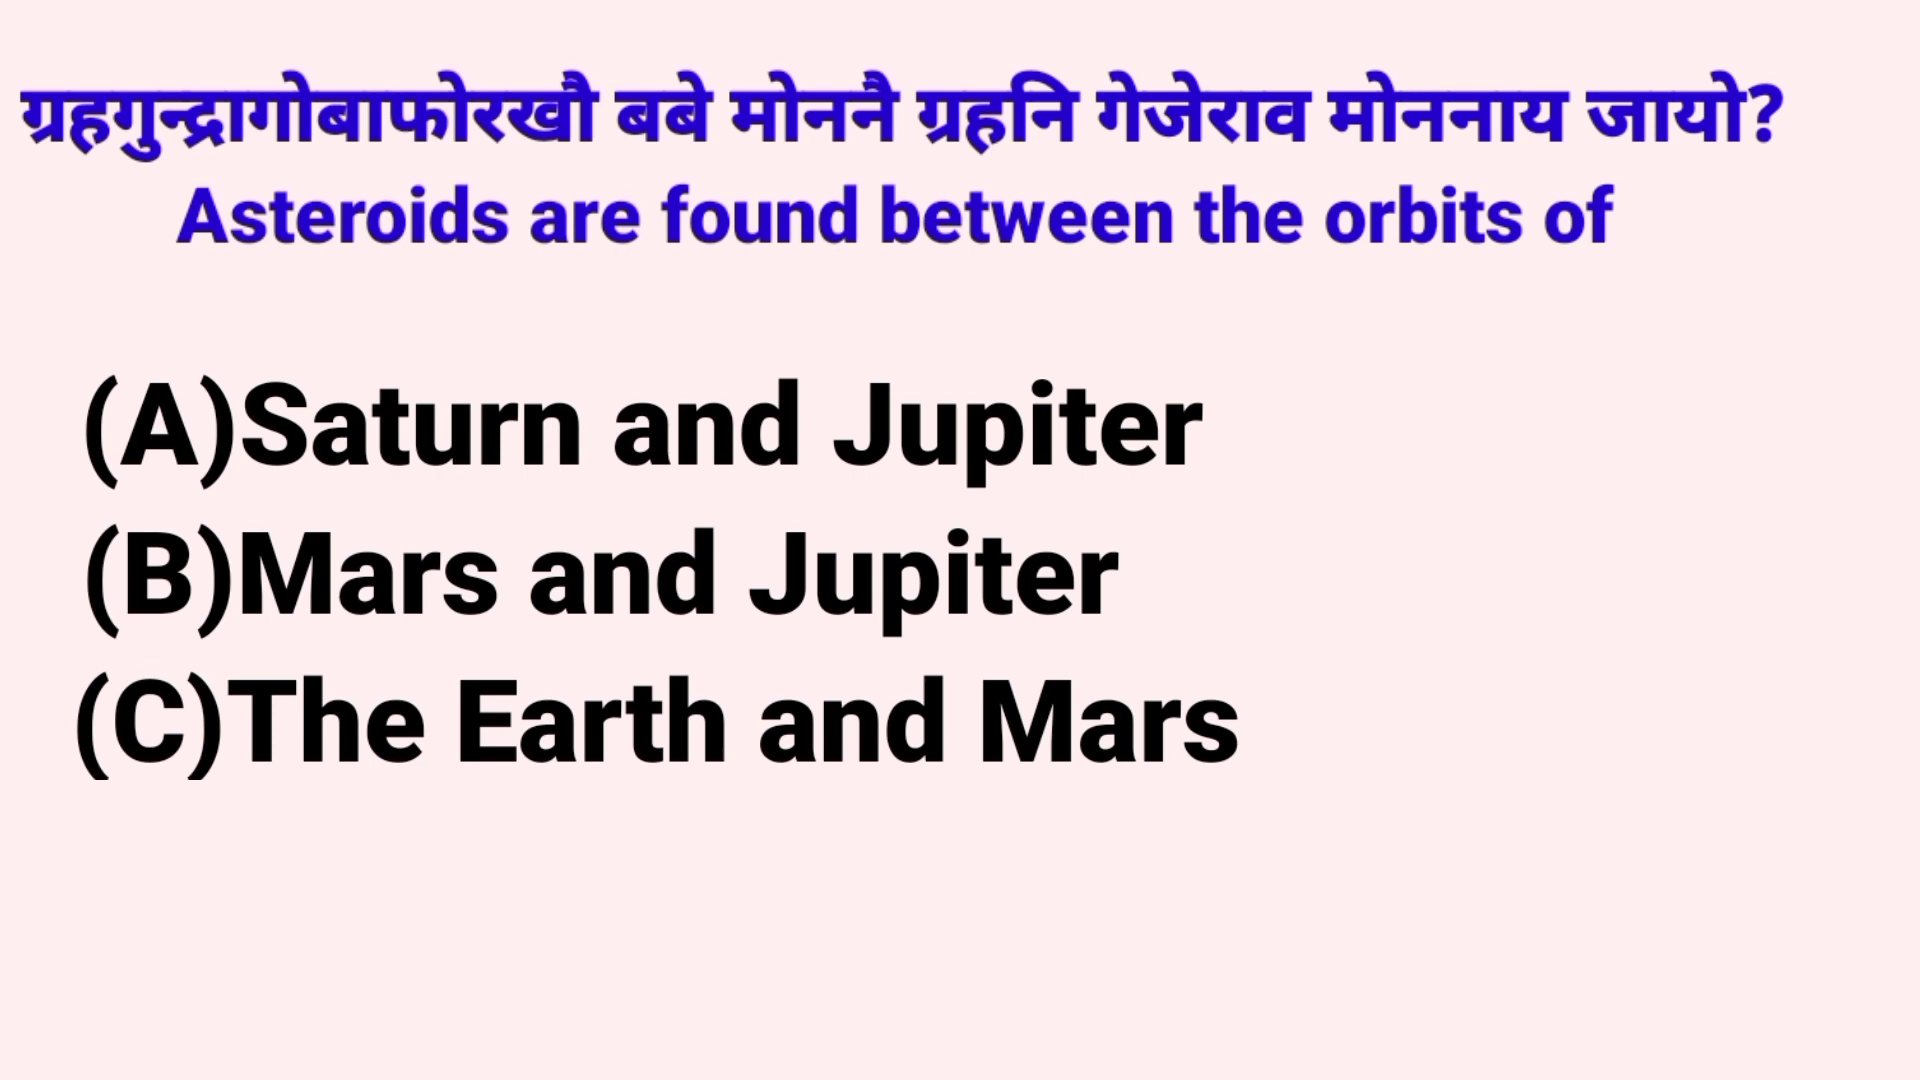 ग्रहगुन्द्रागोबाफोरखौ बबे मोननै ग्रहनि गेजेराव मोननाय जायो?
Asteroids are found between the orbits of
(A)Saturn and Jupiter
(B)Mars and Jupiter
(C)The Earth and Mars